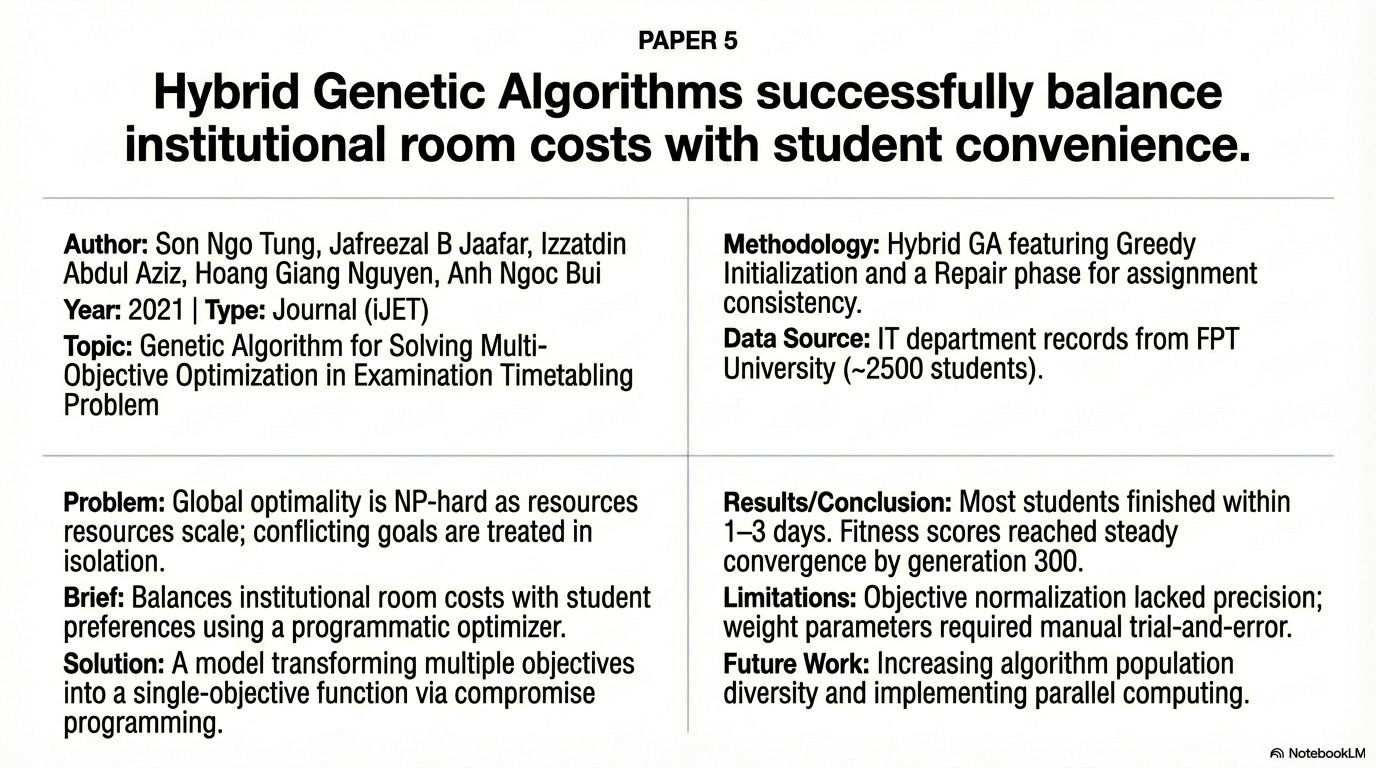 PAPER 5
Hybrid Genetic Algorithms successfully balance
institutional room costs with student convenience.
Author: Son Ngo Tung, Jafreezal B Jaafar, Izzatdin
Abdul Aziz, Hoang Giang Nguyen, Anh Ngoc Bui
Year: 2021 | Type: Journal (iJET)
Topic: Genetic Algorithm for Solving Multi-
Objective Optimization in Examination Timetabling
Problem
Methodology: Hybrid GA featuring Greedy
Initialization and a Repair phase for assignment
consistency.
Data Source: IT department records from FPT
University (~2500 students).
Problem: Global optimality is NP-hard as resources
resources scale; conflicting goals are treated in
isolation.
Brief: Balances institutional room costs with student
preferences using a programmatic optimizer.
Solution: A model transforming multiple objectives
into a single-objective function via compromise
programming.
Results/Conclusion: Most students finished within
1–3 days. Fitness scores reached steady
convergence by generation 300.
Limitations: Objective normalization lacked precision;
weight parameters required manual trial-and-error.
Future Work: Increasing algorithm population
diversity and implementing parallel computing.
NotebookLM